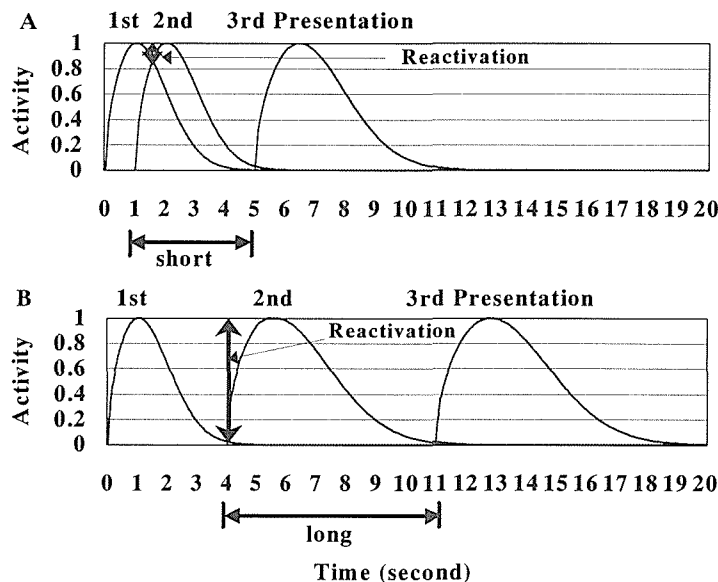 A 1st 2nd 3rd Presentation
1
0.8
0.6
0.4
0.2
0
Activity
Reactivation
0 1 2 3 4 5 6 7 8 9 10 11 12 13 14 15 16 17 18 19 20
short
B 1st 2nd 3rd Presentation
1
0.8
0.6
0.4
0.2
0
Activity
Reactivation
0 1 2 3 4 5 6 7 8 9 10 11 12 13 14 15 16 17 18 19 20
long
Time (second)